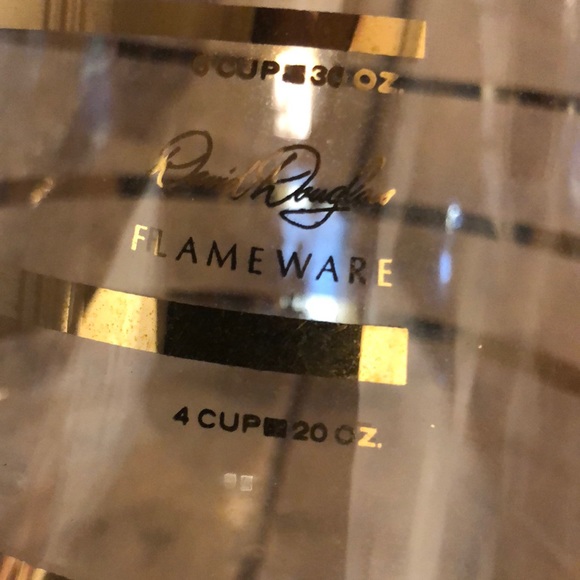 6 CUP=30 OZ.
David Douglas
FLAMEWARE
4 CUP=20 OZ.